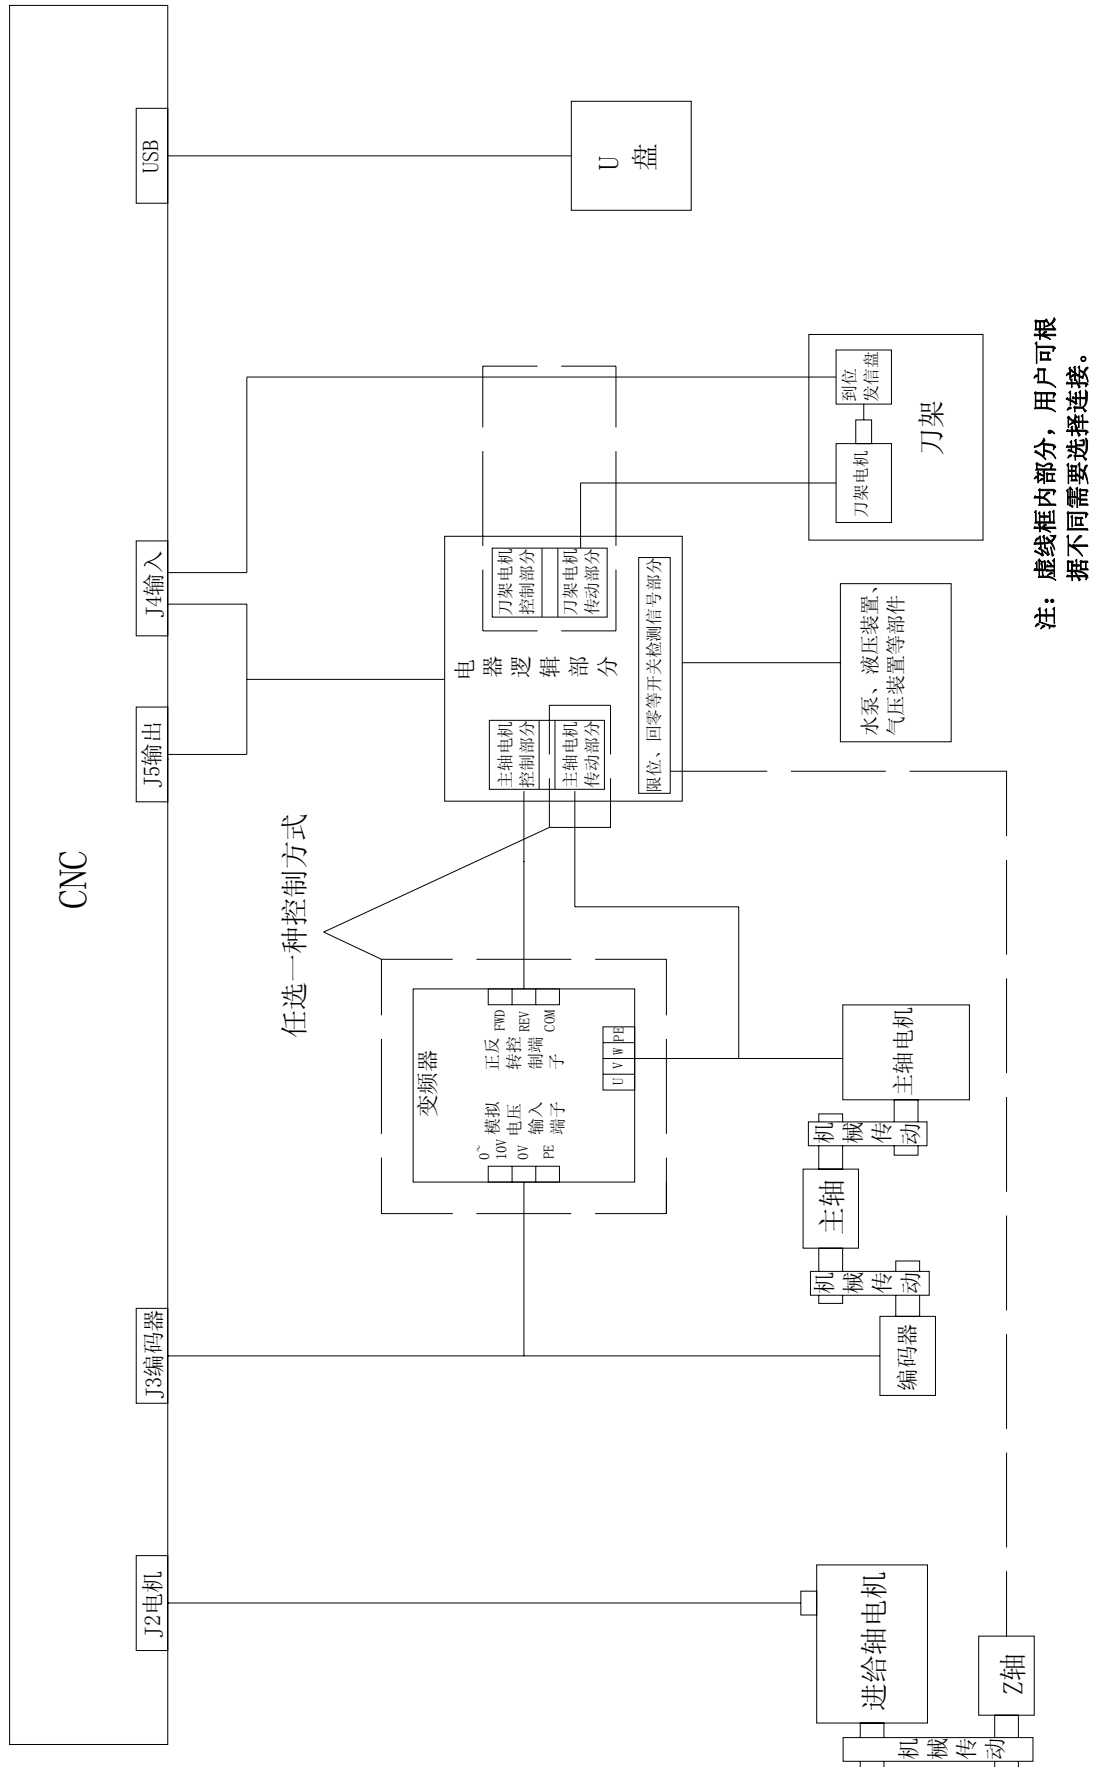 CNC
J2电机
J3编码器
J5输出
J4输入
USB
任选一种控制方式
变频器
0~
10V
0V
PE
模拟
电压
输入
端子
正反
转控
制端
子
FWD
REV
COM
U V W PE
主轴电机
控制部分
主轴电机
传动部分
电器逻辑部分
刀架电机
控制部分
刀架电机
传动部分
限位、回零等开关检测信号部分
U盘
进给轴电机
机械传动
Z轴
编码器
机械传动
主轴
机械传动
主轴电机
水泵、液压装置、
气压装置等部件
刀架电机
到位
发信盘
刀架
注：虚线框内部分，用户可根
据不同需要选择连接。